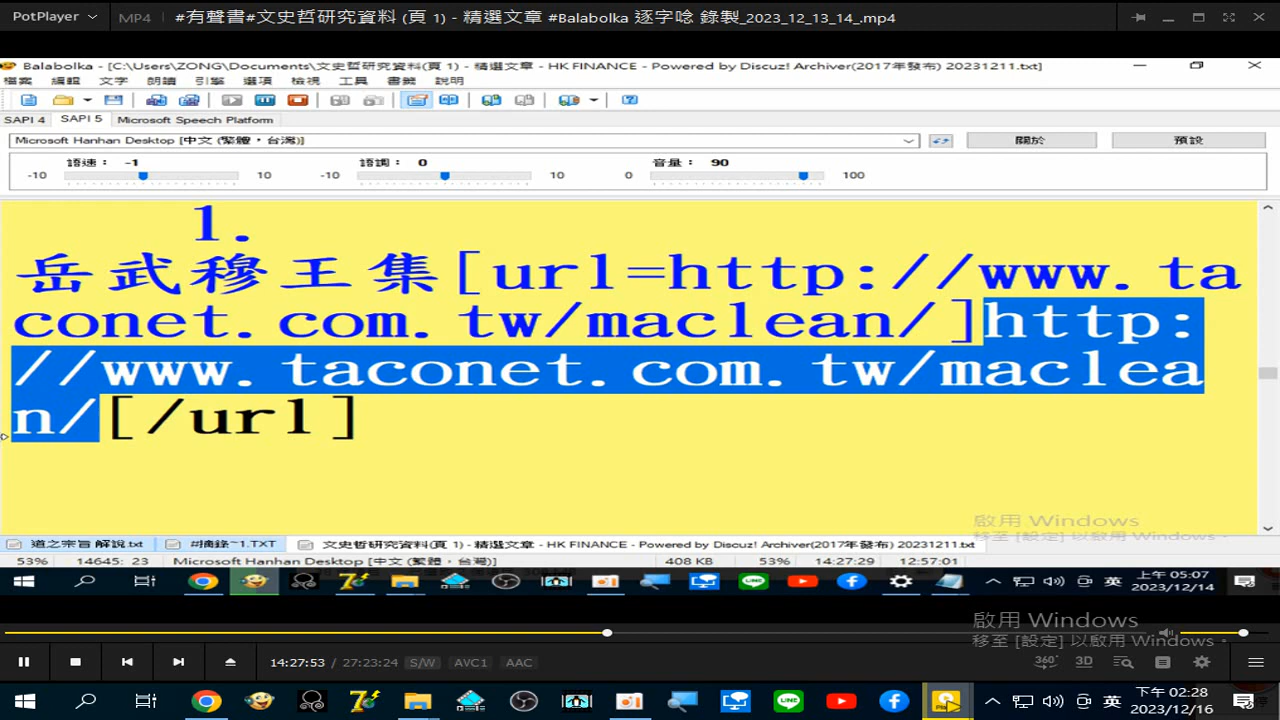 PotPlayer
MP4
#有聲書#文史哲研究資料 (頁 1) - 精選文章 #Balabolka 逐字唸 錄製_2023_12_13_14_.mp4
Balabolka - [C:\Users\ZONG\Documents\文史哲研究資料(頁 1) - 精選文章 - HK FINANCE - Powered by Discuz! Archiver(2017年發布) 20231211.txt]
檔案 編輯 文字 朗讀 引擎 選項 檢視 工具 書籤 說明
SAPI 4 SAPI 5 Microsoft Speech Platform
Microsoft Hanhan Desktop [中文 (繁體，台灣)]
關於 預設
語速： -1 語調： 0 音量： 90
-10 10 -10 10 0 100
1.
岳武穆王集[url=http://www.ta
conet.com.tw/maclean/]http:
//www.taconet.com.tw/maclea
n/[/url]
啟用 Windows
移至 [設定] 以啟用 Windows。
道之宗旨 解說.txt #摘錄~1.TXT 文史哲研究資料(頁 1) - 精選文章 - HK FINANCE - Powered by Discuz! Archiver(2017年發布) 20231211.txt
53% 14645: 23 Microsoft Hanhan Desktop [中文 (繁體，台灣)] 408 KB 53% 14:27:29 12:57:01
英 上午 05:07
2023/12/14
啟用 Windows
移至 [設定] 以啟用 Windows。
14:27:53 / 27:23:24 S/W AVC1 AAC
360° 3D
英 下午 02:28
2023/12/16